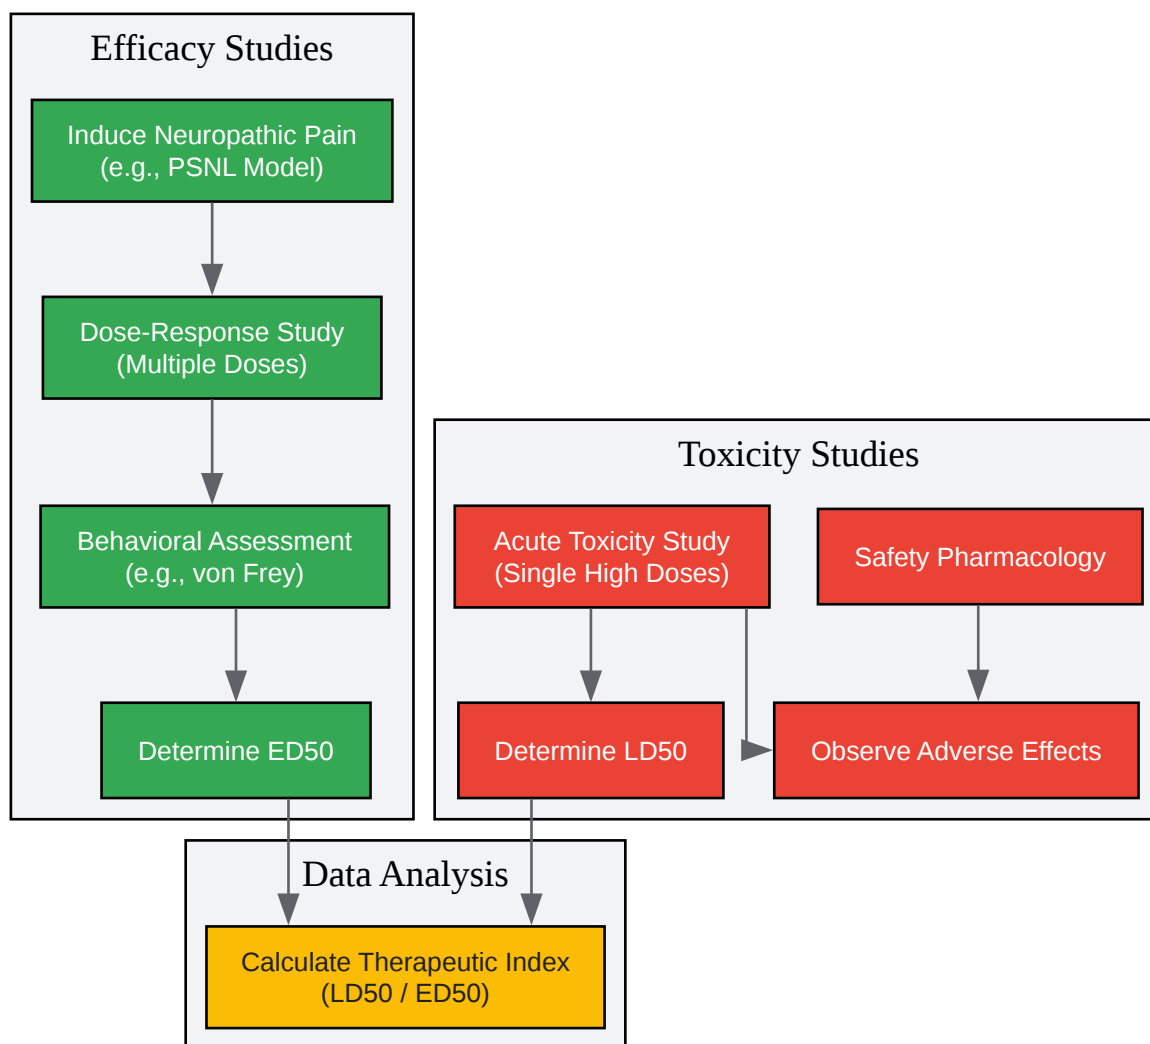 Efficacy Studies
Induce Neuropathic Pain
(e.g., PSNL Model)
Dose-Response Study
(Multiple Doses)
Behavioral Assessment
(e.g., von Frey)
Determine ED50
Toxicity Studies
Acute Toxicity Study
(Single High Doses)
Safety Pharmacology
Determine LD50
Observe Adverse Effects
Data Analysis
Calculate Therapeutic Index
(LD50 / ED50)